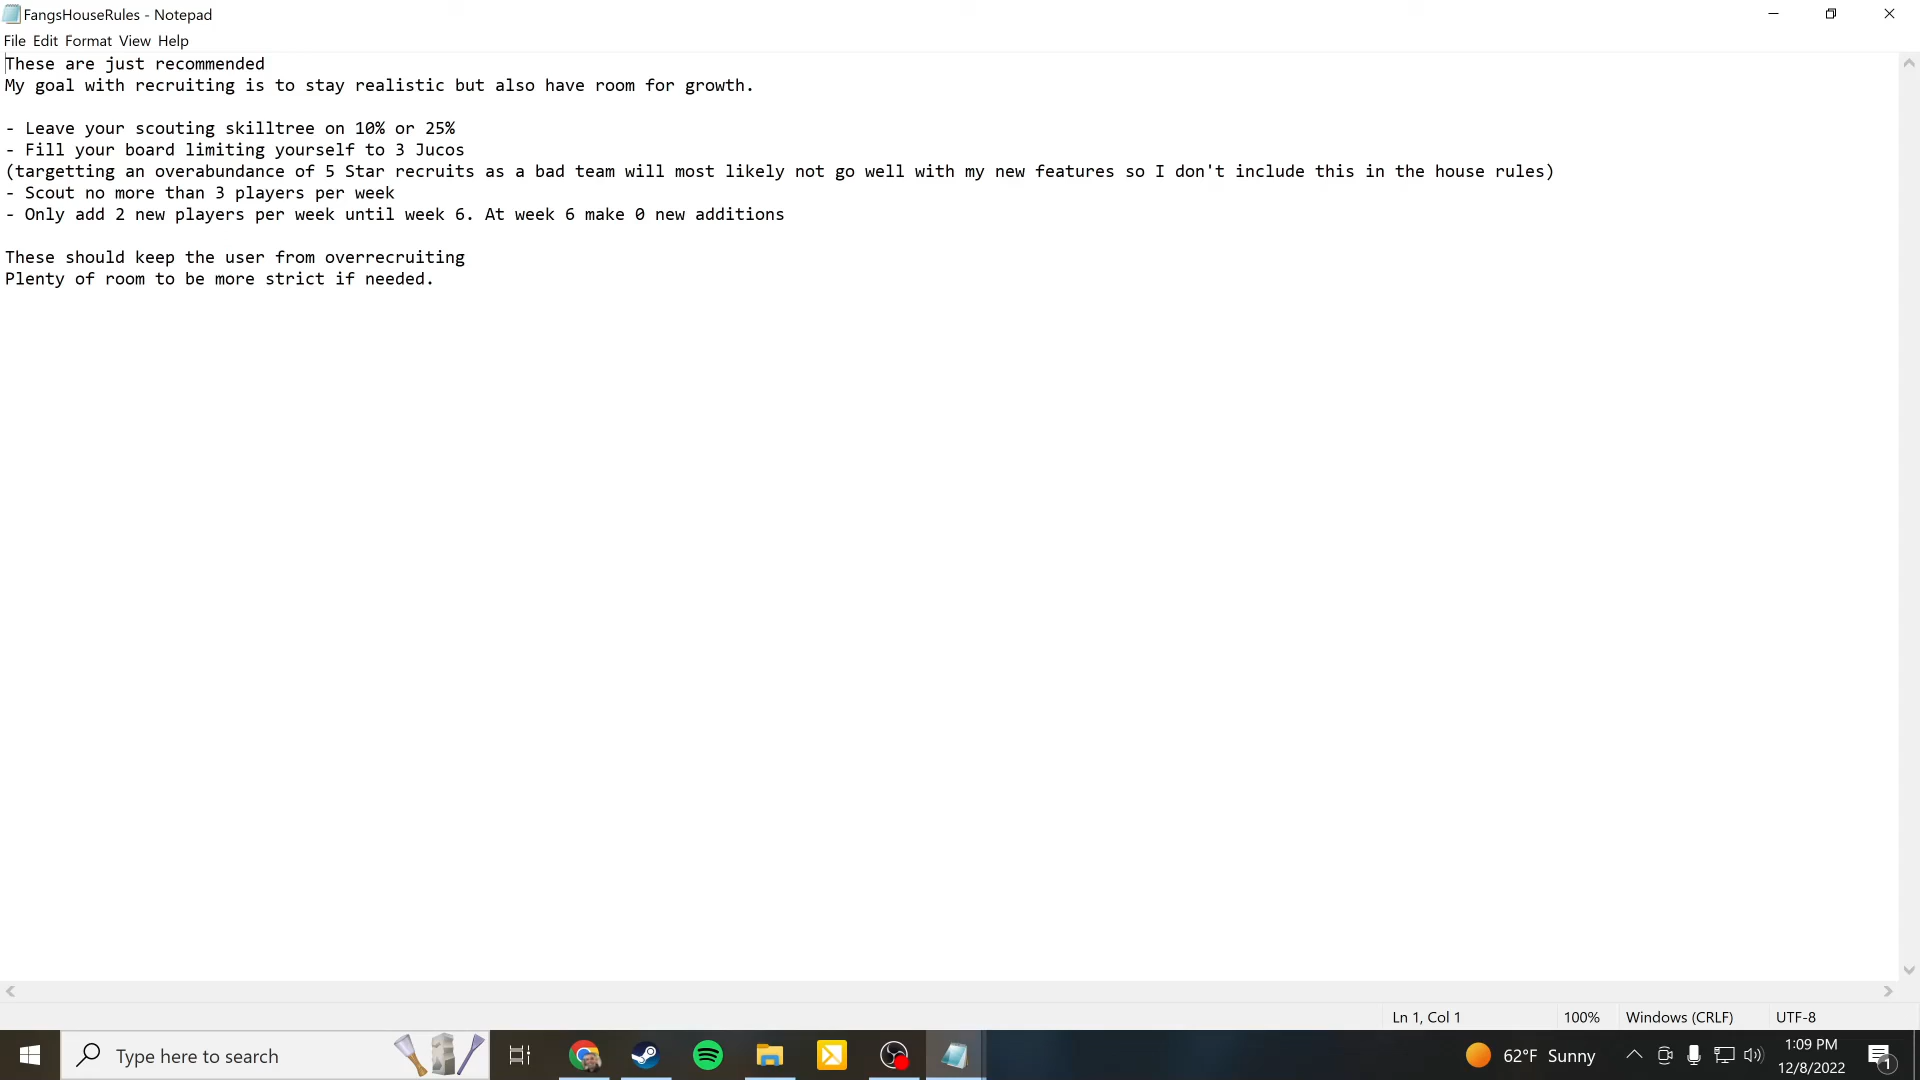 FangsHouseRules - Notepad
File Edit Format View Help
These are just recommended
My goal with recruiting is to stay realistic but also have room for growth.
- Leave your scouting skilltree on 10% or 25%
- Fill your board limiting yourself to 3 Jucos
(targetting an overabundance of 5 Star recruits as a bad team will most likely not go well with my new features so I don't include this in the house rules)
- Scout no more than 3 players per week
- Only add 2 new players per week until week 6. At week 6 make 0 new additions
These should keep the user from overrecruiting
Plenty of room to be more strict if needed.
Ln 1, Col 1 100% Windows (CRLF) UTF-8
Type here to search
62°F Sunny
1:09 PM
12/8/2022
1